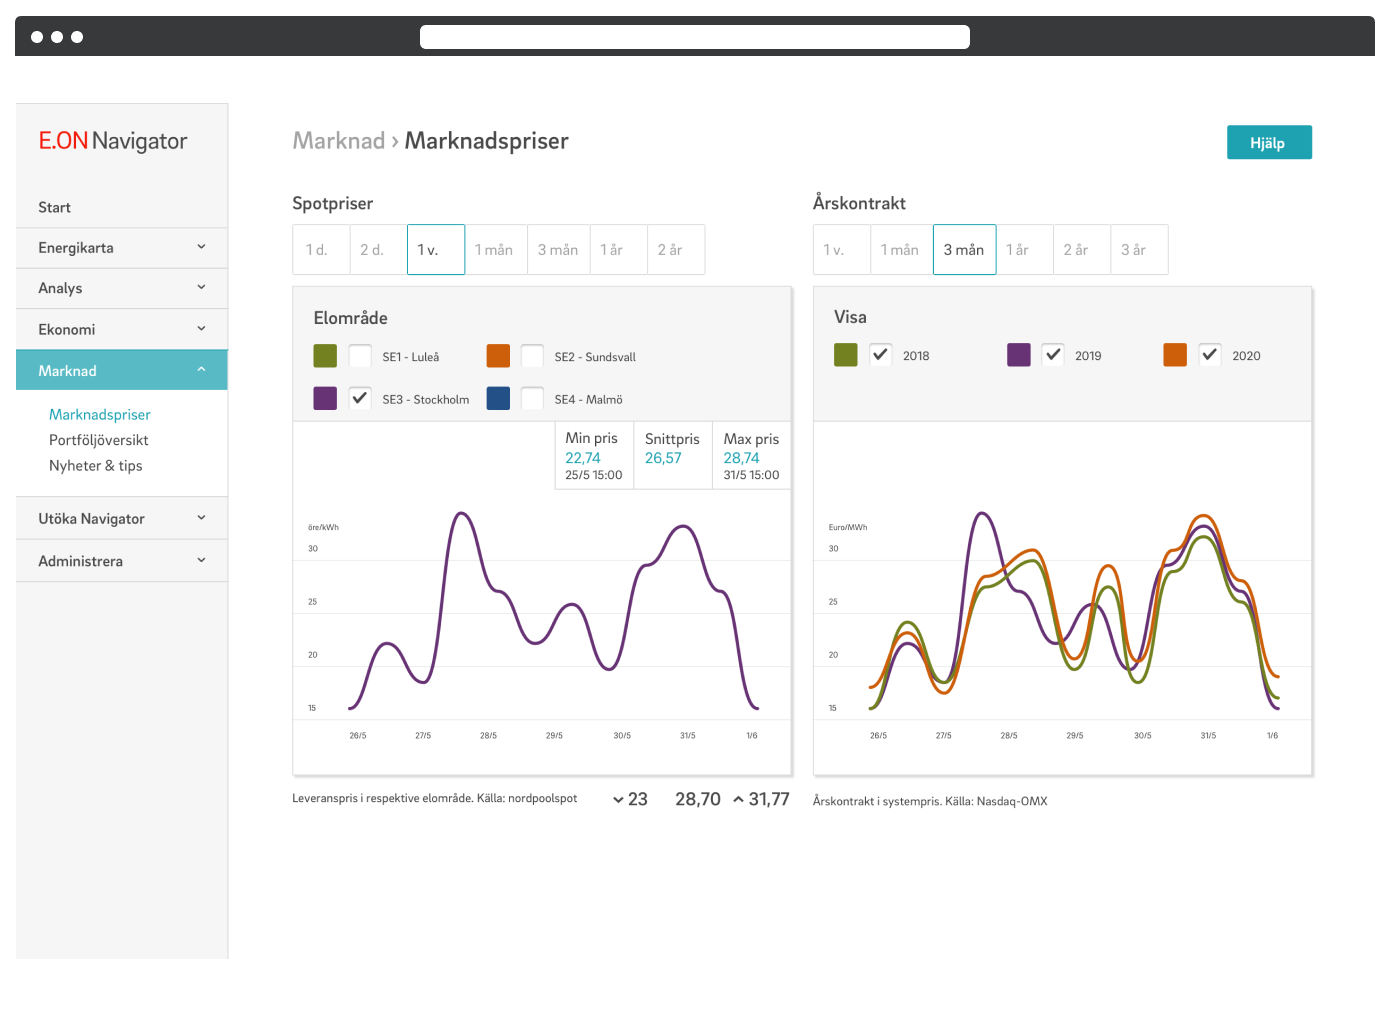 E.ON Navigator
Start
Energikarta
Analys
Ekonomi
Marknad
Marknadspriser
Portföljöversikt
Nyheter & tips
Utöka Navigator
Administrera
Marknad › Marknadspriser
Hjälp
Spotpriser
1 d. 2 d. 1 v. 1 mån 3 mån 1 år 2 år
Elområde
SE1 - Luleå SE2 - Sundsvall
SE3 - Stockholm SE4 - Malmö
Min pris Snittpris Max pris
22,74 26,57 28,74
25/5 15:00 31/5 15:00
öre/kWh
30
25
20
15
26/5 27/5 28/5 29/5 30/5 31/5 1/6
Leveranspris i respektive elområde. Källa: nordpoolspot 23 28,70 31,77
Årskontrakt
1 v. 1 mån 3 mån 1 år 2 år 3 år
Visa
2018 2019 2020
Euro/MWh
30
25
20
15
26/5 27/5 28/5 29/5 30/5 31/5 1/6
Årskontrakt i systempris. Källa: Nasdaq-OMX